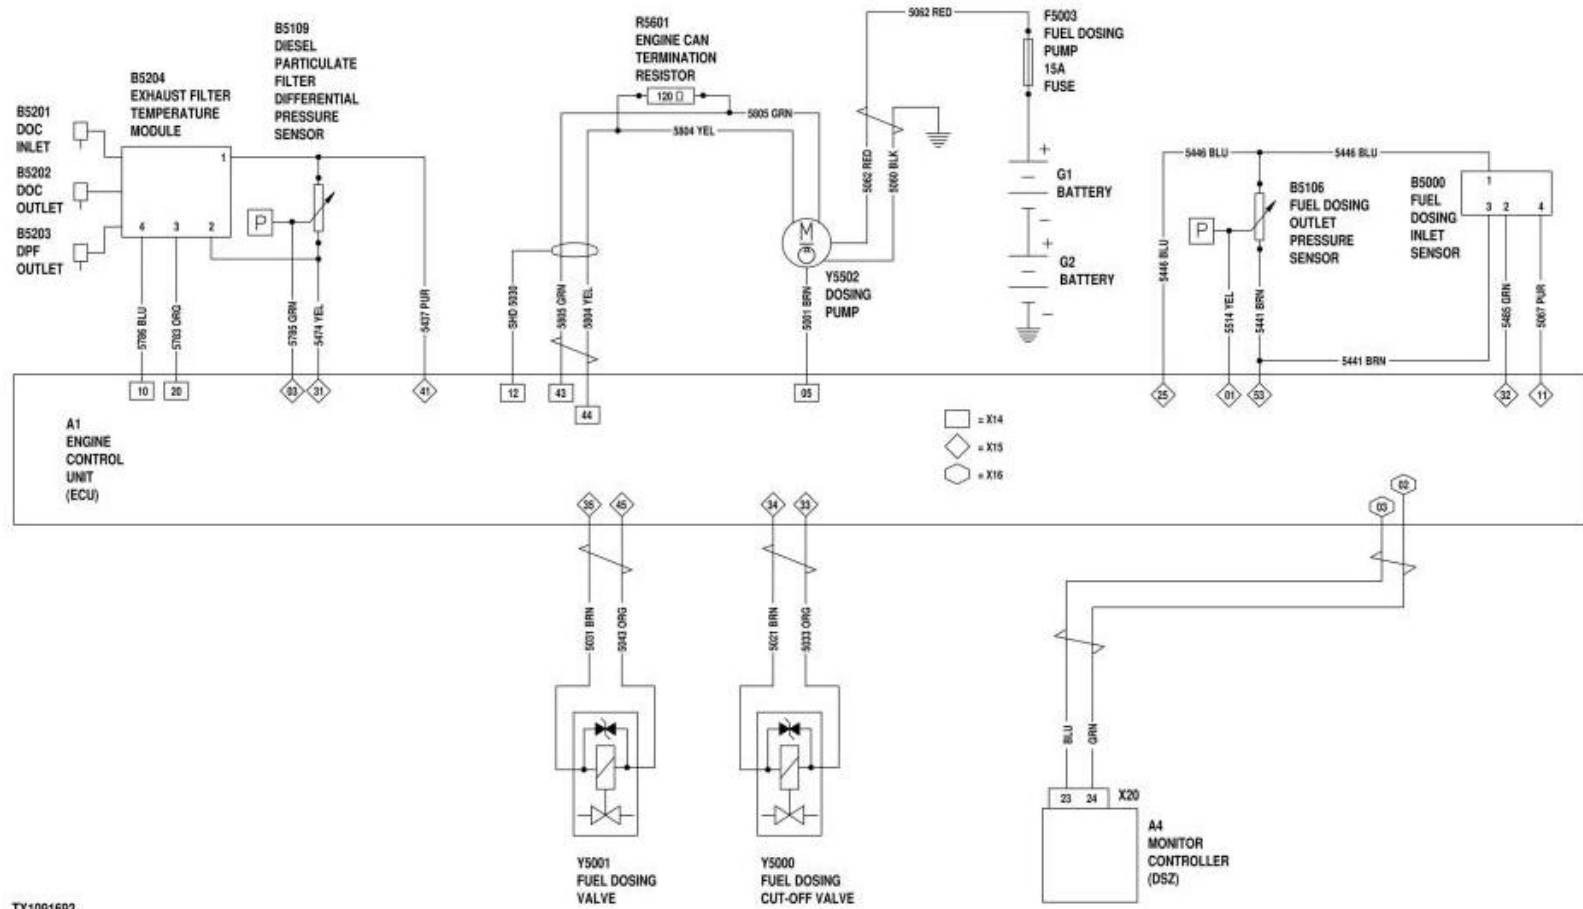 5062 RED
F5003
FUEL DOSING
PUMP
15A
FUSE
R5601
ENGINE CAN
TERMINATION
RESISTOR
120 Ω
5805 GRN
5804 YEL
B5109
DIESEL
PARTICULATE
FILTER
DIFFERENTIAL
PRESSURE
SENSOR
B5204
EXHAUST FILTER
TEMPERATURE
MODULE
B5201
DOC
INLET
B5202
DOC
OUTLET
B5203
DPF
OUTLET
1
4
3
2
P
5062 RED
5060 BLK
+
G1
BATTERY
−
+
G2
BATTERY
−
5446 BLU
5446 BLU
B5106
FUEL DOSING
OUTLET
PRESSURE
SENSOR
P
B5000
FUEL
DOSING
INLET
SENSOR
1
3 2 4
M
Y5502
DOSING
PUMP
5786 BLU
5783 ORG
5785 GRN
5474 YEL
5437 PUR
SHD 5030
5805 GRN
5804 YEL
5001 BRN
5446 BLU
5514 YEL
5441 BRN
5441 BRN
5465 GRN
5067 PUR
10
20
03
31
41
12
43
44
05
25
01
53
32
11
A1
ENGINE
CONTROL
UNIT
(ECU)
= X14
= X15
= X16
35
45
34
33
03
02
5031 BRN
5043 ORG
5021 BRN
5033 ORG
BLU
GRN
23 24
X20
A4
MONITOR
CONTROLLER
(DSZ)
Y5001
FUEL DOSING
VALVE
Y5000
FUEL DOSING
CUT-OFF VALVE